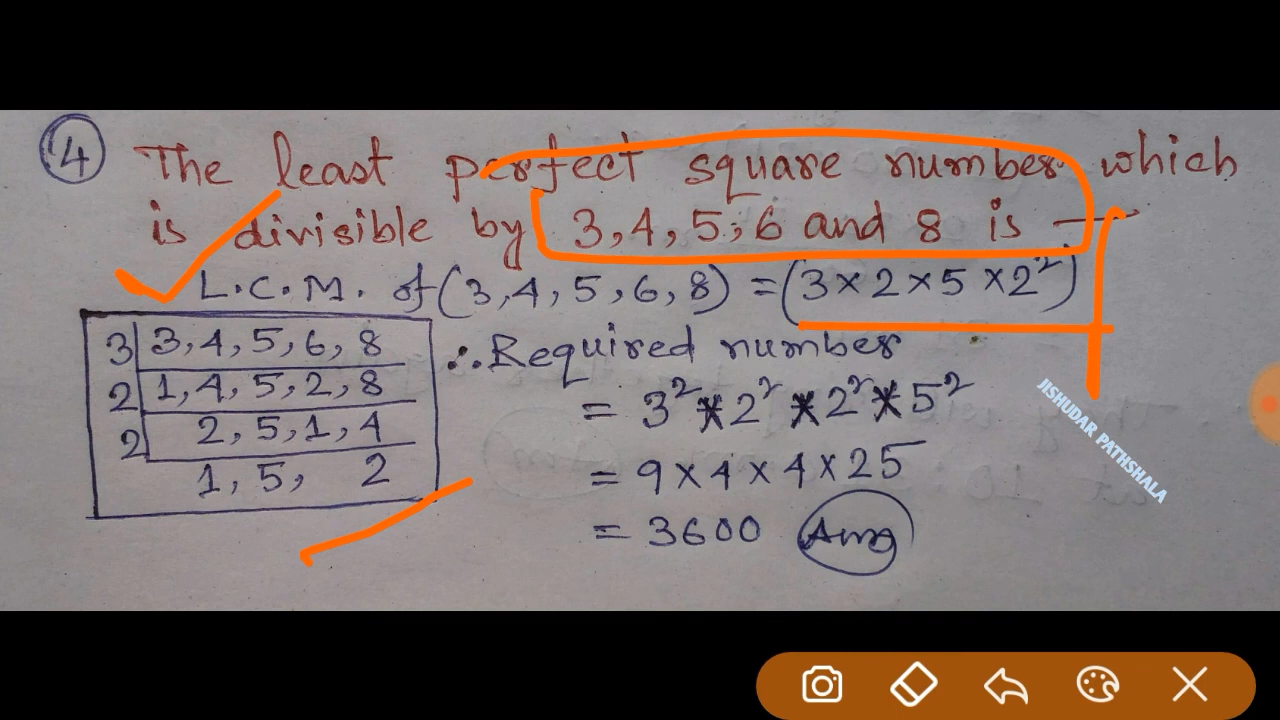 4 The least perfect square number which
is divisible by 3, 4, 5, 6 and 8 is —
L.C.M. of (3, 4, 5, 6, 8) = (3×2×5×2²)
3 | 3, 4, 5, 6, 8
2 | 1, 4, 5, 2, 8
2 | 2, 5, 1, 4
1, 5, 2
∴ Required number
= 3² × 2² × 2² × 5²
= 9 × 4 × 4 × 25
= 3600 Ans
JISHUDAR PATHSHALA